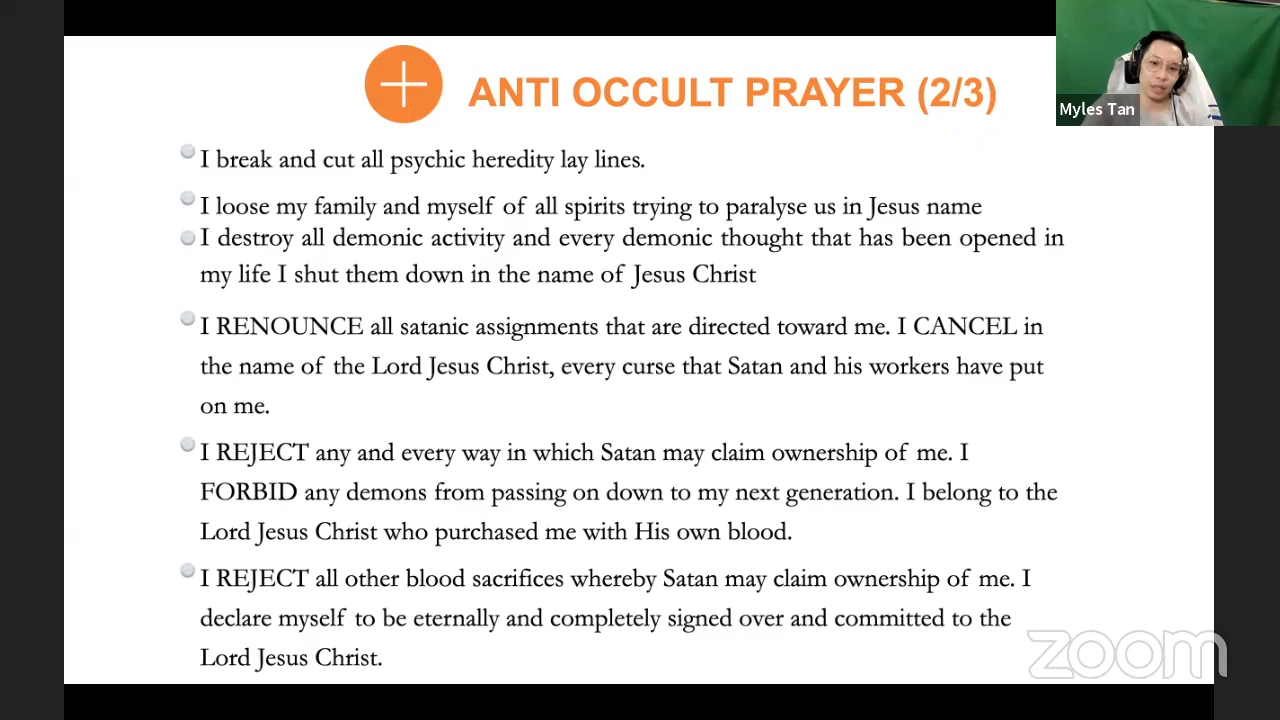 ANTI OCCULT PRAYER (2/3)
Myles Tan
I break and cut all psychic heredity lay lines.
I loose my family and myself of all spirits trying to paralyse us in Jesus name
I destroy all demonic activity and every demonic thought that has been opened in
my life I shut them down in the name of Jesus Christ
I RENOUNCE all satanic assignments that are directed toward me. I CANCEL in
the name of the Lord Jesus Christ, every curse that Satan and his workers have put
on me.
I REJECT any and every way in which Satan may claim ownership of me. I
FORBID any demons from passing on down to my next generation. I belong to the
Lord Jesus Christ who purchased me with His own blood.
I REJECT all other blood sacrifices whereby Satan may claim ownership of me. I
declare myself to be eternally and completely signed over and committed to the
Lord Jesus Christ.
zoom